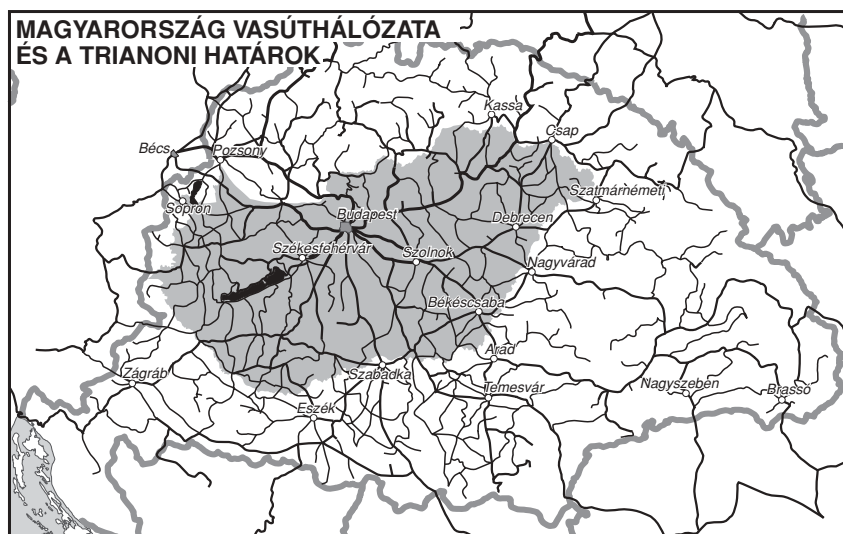 MAGYARORSZÁG VASÚTHÁLÓZATA
ÉS A TRIANONI HATÁROK
Kassa
Csap
Bécs
Pozsony
Szatmárnémeti
Sopron
Budapest
Debrecen
Székesfehérvár
Szolnok
Nagyvárad
Békéscsaba
Arad
Zágráb
Szabadka
Temesvár
Nagyszeben
Brassó
Eszék